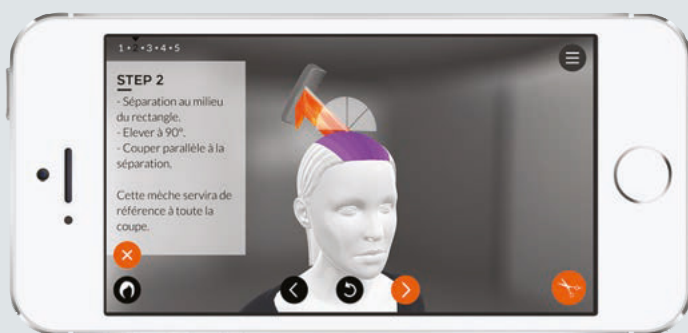 1 • 2 • 3 • 4 • 5
STEP 2
- Séparation au milieu
du rectangle.
- Elever à 90°.
- Couper parallèle à la
séparation.
Cette mèche servira de
référence à toute la
coupe.